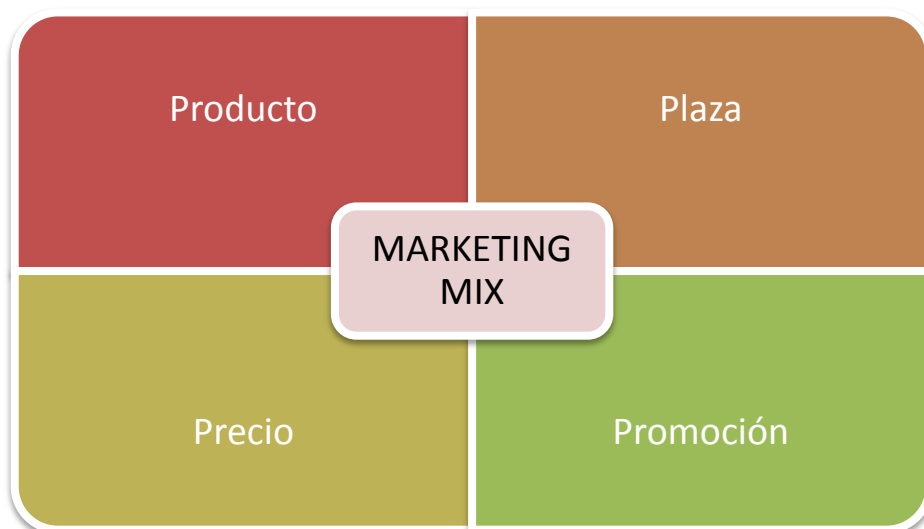 Producto
Plaza
MARKETING
MIX
Precio
Promoción